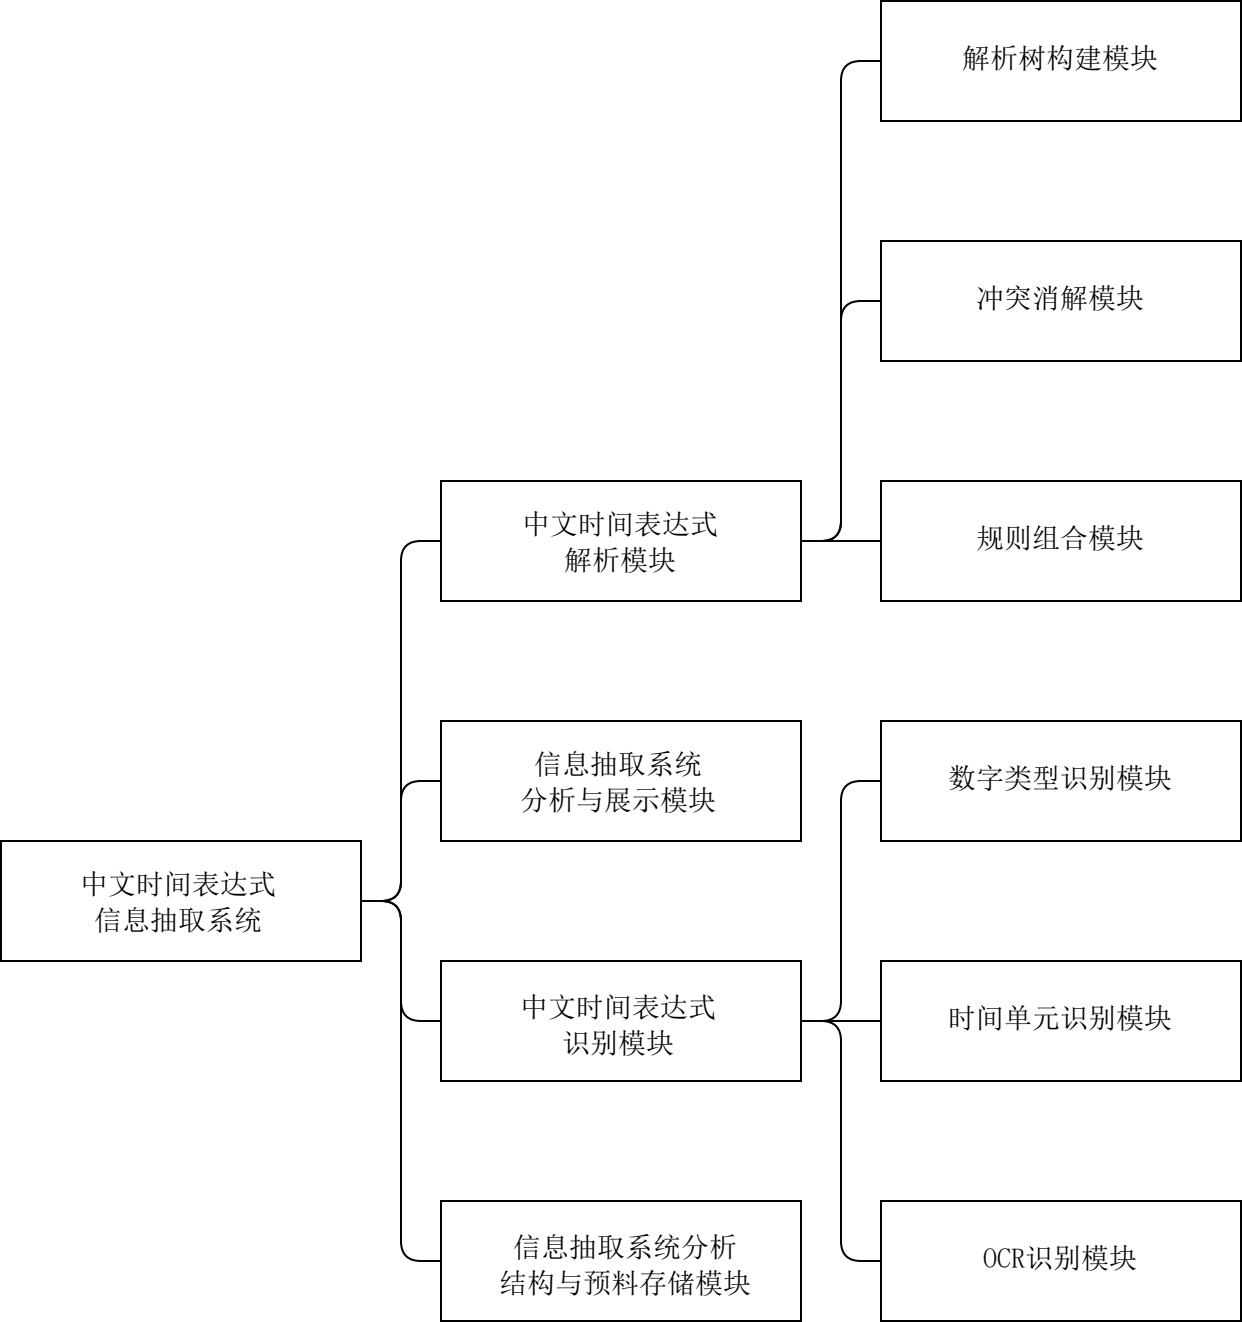 解析树构建模块
冲突消解模块
中文时间表达式
解析模块
规则组合模块
信息抽取系统
分析与展示模块
数字类型识别模块
中文时间表达式
信息抽取系统
中文时间表达式
识别模块
时间单元识别模块
信息抽取系统分析
结构与预料存储模块
OCR识别模块